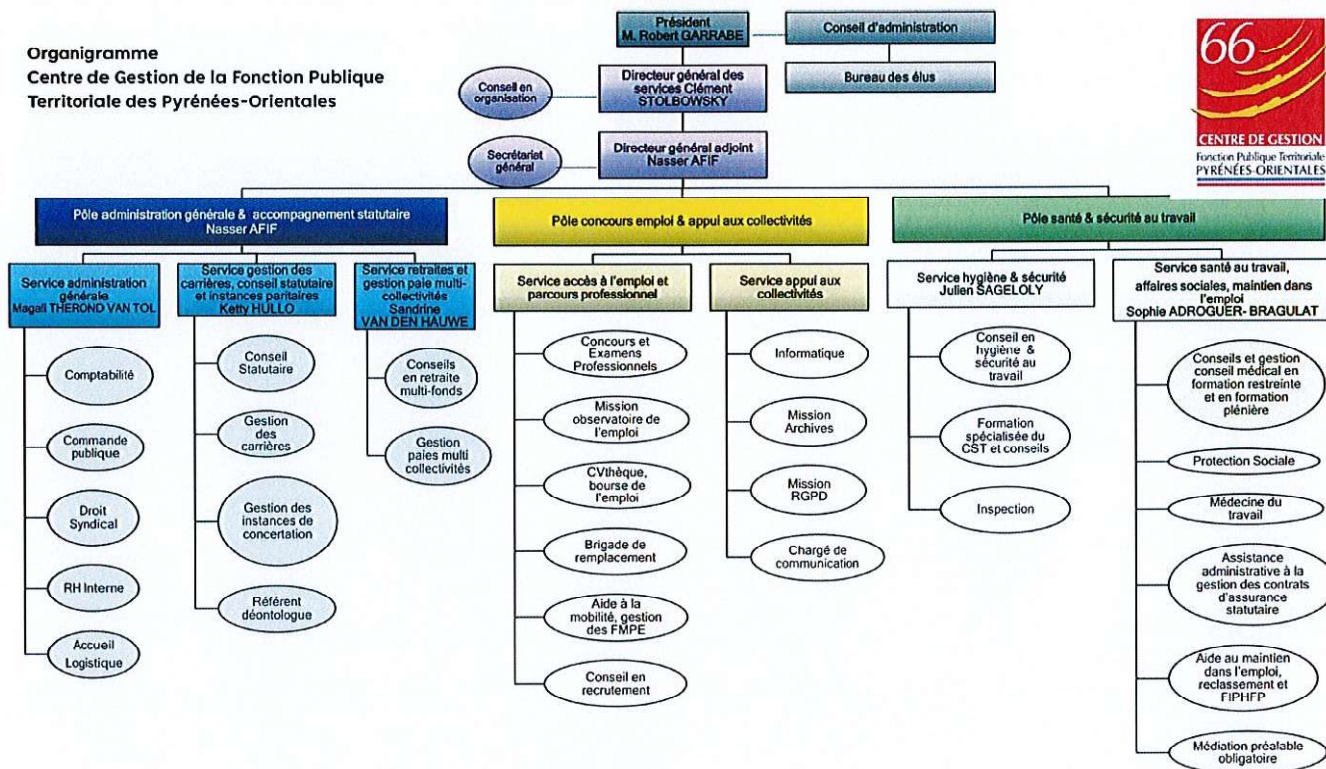 Organigramme
Centre de Gestion de la Fonction Publique
Territoriale des Pyrénées-Orientales
Président
M. Robert GARRABE
Conseil d'administration
Bureau des élus
Conseil en
organisation
Directeur général des
services Clément
STOLBOWSKY
Secrétariat
général
Directeur général adjoint
Nasser AFIF
66
CENTRE DE GESTION
Fonction Publique Territoriale
PYRÉNÉES-ORIENTALES
Pôle administration générale & accompagnement statutaire
Nasser AFIF
Pôle concours emploi & appui aux collectivités
Pôle santé & sécurité au travail
Service administration
générale
Magali THEROND VAN TOL
Comptabilité
Commande
publique
Droit
Syndical
RH Interne
Accueil
Logistique
Service gestion des
carrières, conseil statutaire
et instances paritaires
Ketty HULLO
Conseil
Statutaire
Gestion
des
carrières
Gestion des
instances de
concertation
Référent
déontologue
Service retraites et
gestion paie multi-
collectivités
Sandrine
VAN DEN HAUWE
Conseils
en retraite
multi-fonds
Gestion
paies multi
collectivités
Service accès à l'emploi et
parcours professionnel
Concours et
Examens
Professionnels
Mission
observatoire de
l'emploi
CVthèque,
bourse de
l'emploi
Brigade de
remplacement
Aide à la
mobilité, gestion
des FMPE
Conseil en
recrutement
Service appui aux
collectivités
Informatique
Mission
Archives
Mission
RGPD
Chargé de
communication
Service hygiène & sécurité
Julien SAGELOLY
Conseil en
hygiène &
sécurité au
travail
Formation
spécialisée du
CST et conseils
Inspection
Service santé au travail,
affaires sociales, maintien dans
l'emploi
Sophie ADROGUER- BRAGULAT
Conseils et gestion
conseil médical en
formation restreinte
et en formation
plénière
Protection Sociale
Médecine du
travail
Assistance
administrative à la
gestion des contrats
d'assurance
statutaire
Aide au maintien
dans l'emploi,
reclassement et
FIPHFP
Médiation préalable
obligatoire